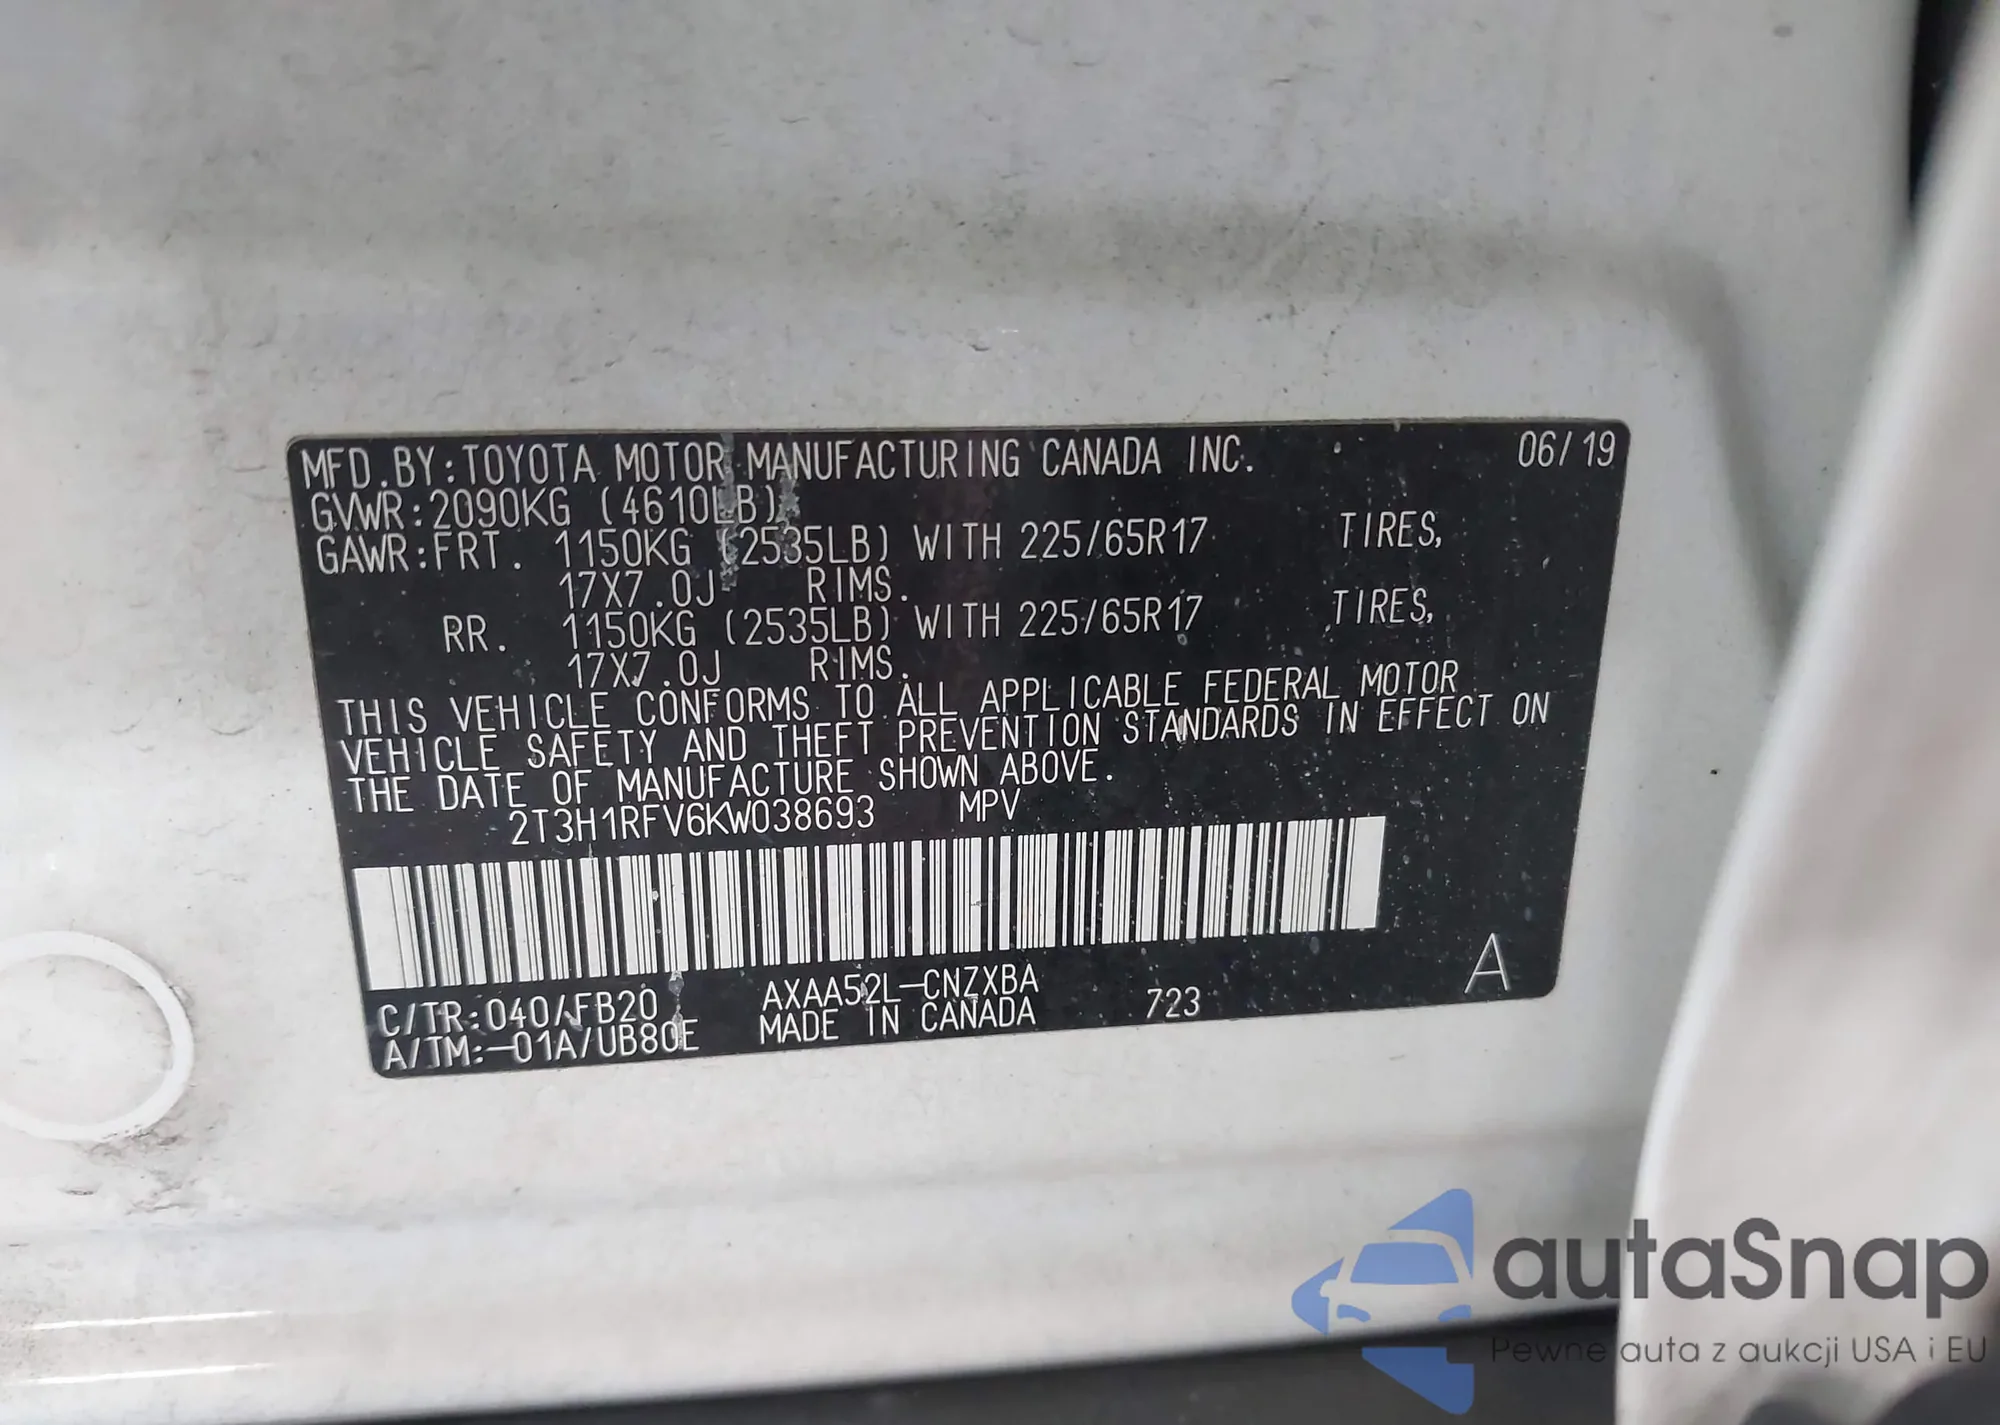 MFD.BY:TOYOTA MOTOR MANUFACTURING CANADA INC. 06/19
GVWR:2090KG (4610LB)
GAWR:FRT. 1150KG (2535LB) WITH 225/65R17 TIRES,
17X7.0J RIMS.
RR. 1150KG (2535LB) WITH 225/65R17 TIRES,
17X7.0J RIMS.
THIS VEHICLE CONFORMS TO ALL APPLICABLE FEDERAL MOTOR
VEHICLE SAFETY AND THEFT PREVENTION STANDARDS IN EFFECT ON
THE DATE OF MANUFACTURE SHOWN ABOVE.
2T3H1RFV6KW038693 MPV
C/TR:040/FB20 AXAA52L-CNZXBA
A/TM:-01A/UB80E MADE IN CANADA 723 A
autaSnap
Pewne auta z aukcji USA i EU